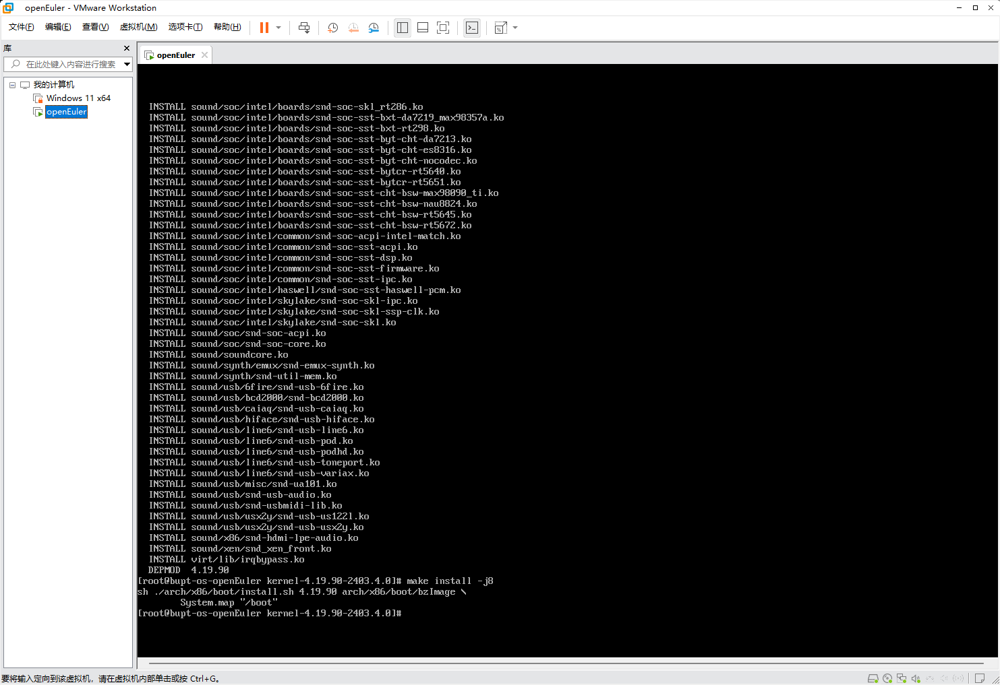 openEuler - VMware Workstation
文件(F) 编辑(E) 查看(V) 虚拟机(M) 选项卡(T) 帮助(H)
库
在此处键入内容进行搜索
我的计算机
Windows 11 x64
openEuler
openEuler
INSTALL sound/soc/intel/boards/snd-soc-skl_rt286.ko
INSTALL sound/soc/intel/boards/snd-soc-sst-bxt-da7219_max98357a.ko
INSTALL sound/soc/intel/boards/snd-soc-sst-bxt-rt298.ko
INSTALL sound/soc/intel/boards/snd-soc-sst-byt-cht-da7213.ko
INSTALL sound/soc/intel/boards/snd-soc-sst-byt-cht-es8316.ko
INSTALL sound/soc/intel/boards/snd-soc-sst-byt-cht-nocodec.ko
INSTALL sound/soc/intel/boards/snd-soc-sst-bytcr-rt5640.ko
INSTALL sound/soc/intel/boards/snd-soc-sst-bytcr-rt5651.ko
INSTALL sound/soc/intel/boards/snd-soc-sst-cht-bsw-max98090_ti.ko
INSTALL sound/soc/intel/boards/snd-soc-sst-cht-bsw-nau8824.ko
INSTALL sound/soc/intel/boards/snd-soc-sst-cht-bsw-rt5645.ko
INSTALL sound/soc/intel/boards/snd-soc-sst-cht-bsw-rt5672.ko
INSTALL sound/soc/intel/common/snd-soc-acpi-intel-match.ko
INSTALL sound/soc/intel/common/snd-soc-sst-acpi.ko
INSTALL sound/soc/intel/common/snd-soc-sst-dsp.ko
INSTALL sound/soc/intel/common/snd-soc-sst-firmware.ko
INSTALL sound/soc/intel/common/snd-soc-sst-ipc.ko
INSTALL sound/soc/intel/haswell/snd-soc-sst-haswell-pcm.ko
INSTALL sound/soc/intel/skylake/snd-soc-skl-ipc.ko
INSTALL sound/soc/intel/skylake/snd-soc-skl-ssp-clk.ko
INSTALL sound/soc/intel/skylake/snd-soc-skl.ko
INSTALL sound/soc/snd-soc-acpi.ko
INSTALL sound/soc/snd-soc-core.ko
INSTALL sound/soundcore.ko
INSTALL sound/synth/emux/snd-emux-synth.ko
INSTALL sound/synth/snd-util-mem.ko
INSTALL sound/usb/6fire/snd-usb-6fire.ko
INSTALL sound/usb/bcd2000/snd-bcd2000.ko
INSTALL sound/usb/caiaq/snd-usb-caiaq.ko
INSTALL sound/usb/hiface/snd-usb-hiface.ko
INSTALL sound/usb/line6/snd-usb-line6.ko
INSTALL sound/usb/line6/snd-usb-pod.ko
INSTALL sound/usb/line6/snd-usb-podhd.ko
INSTALL sound/usb/line6/snd-usb-toneport.ko
INSTALL sound/usb/line6/snd-usb-variax.ko
INSTALL sound/usb/misc/snd-ua101.ko
INSTALL sound/usb/snd-usb-audio.ko
INSTALL sound/usb/snd-usbmidi-lib.ko
INSTALL sound/usb/usx2y/snd-usb-us122l.ko
INSTALL sound/usb/usx2y/snd-usb-usx2y.ko
INSTALL sound/x86/snd-hdmi-lpe-audio.ko
INSTALL sound/xen/snd_xen_front.ko
INSTALL virt/lib/irqbypass.ko
DEPMOD 4.19.90
[root@bupt-os-openEuler kernel-4.19.90-2403.4.0]# make install -j8
sh ./arch/x86/boot/install.sh 4.19.90 arch/x86/boot/bzImage \
System.map "/boot"
[root@bupt-os-openEuler kernel-4.19.90-2403.4.0]#
要将输入定向到该虚拟机，请在虚拟机内部单击或按 Ctrl+G。